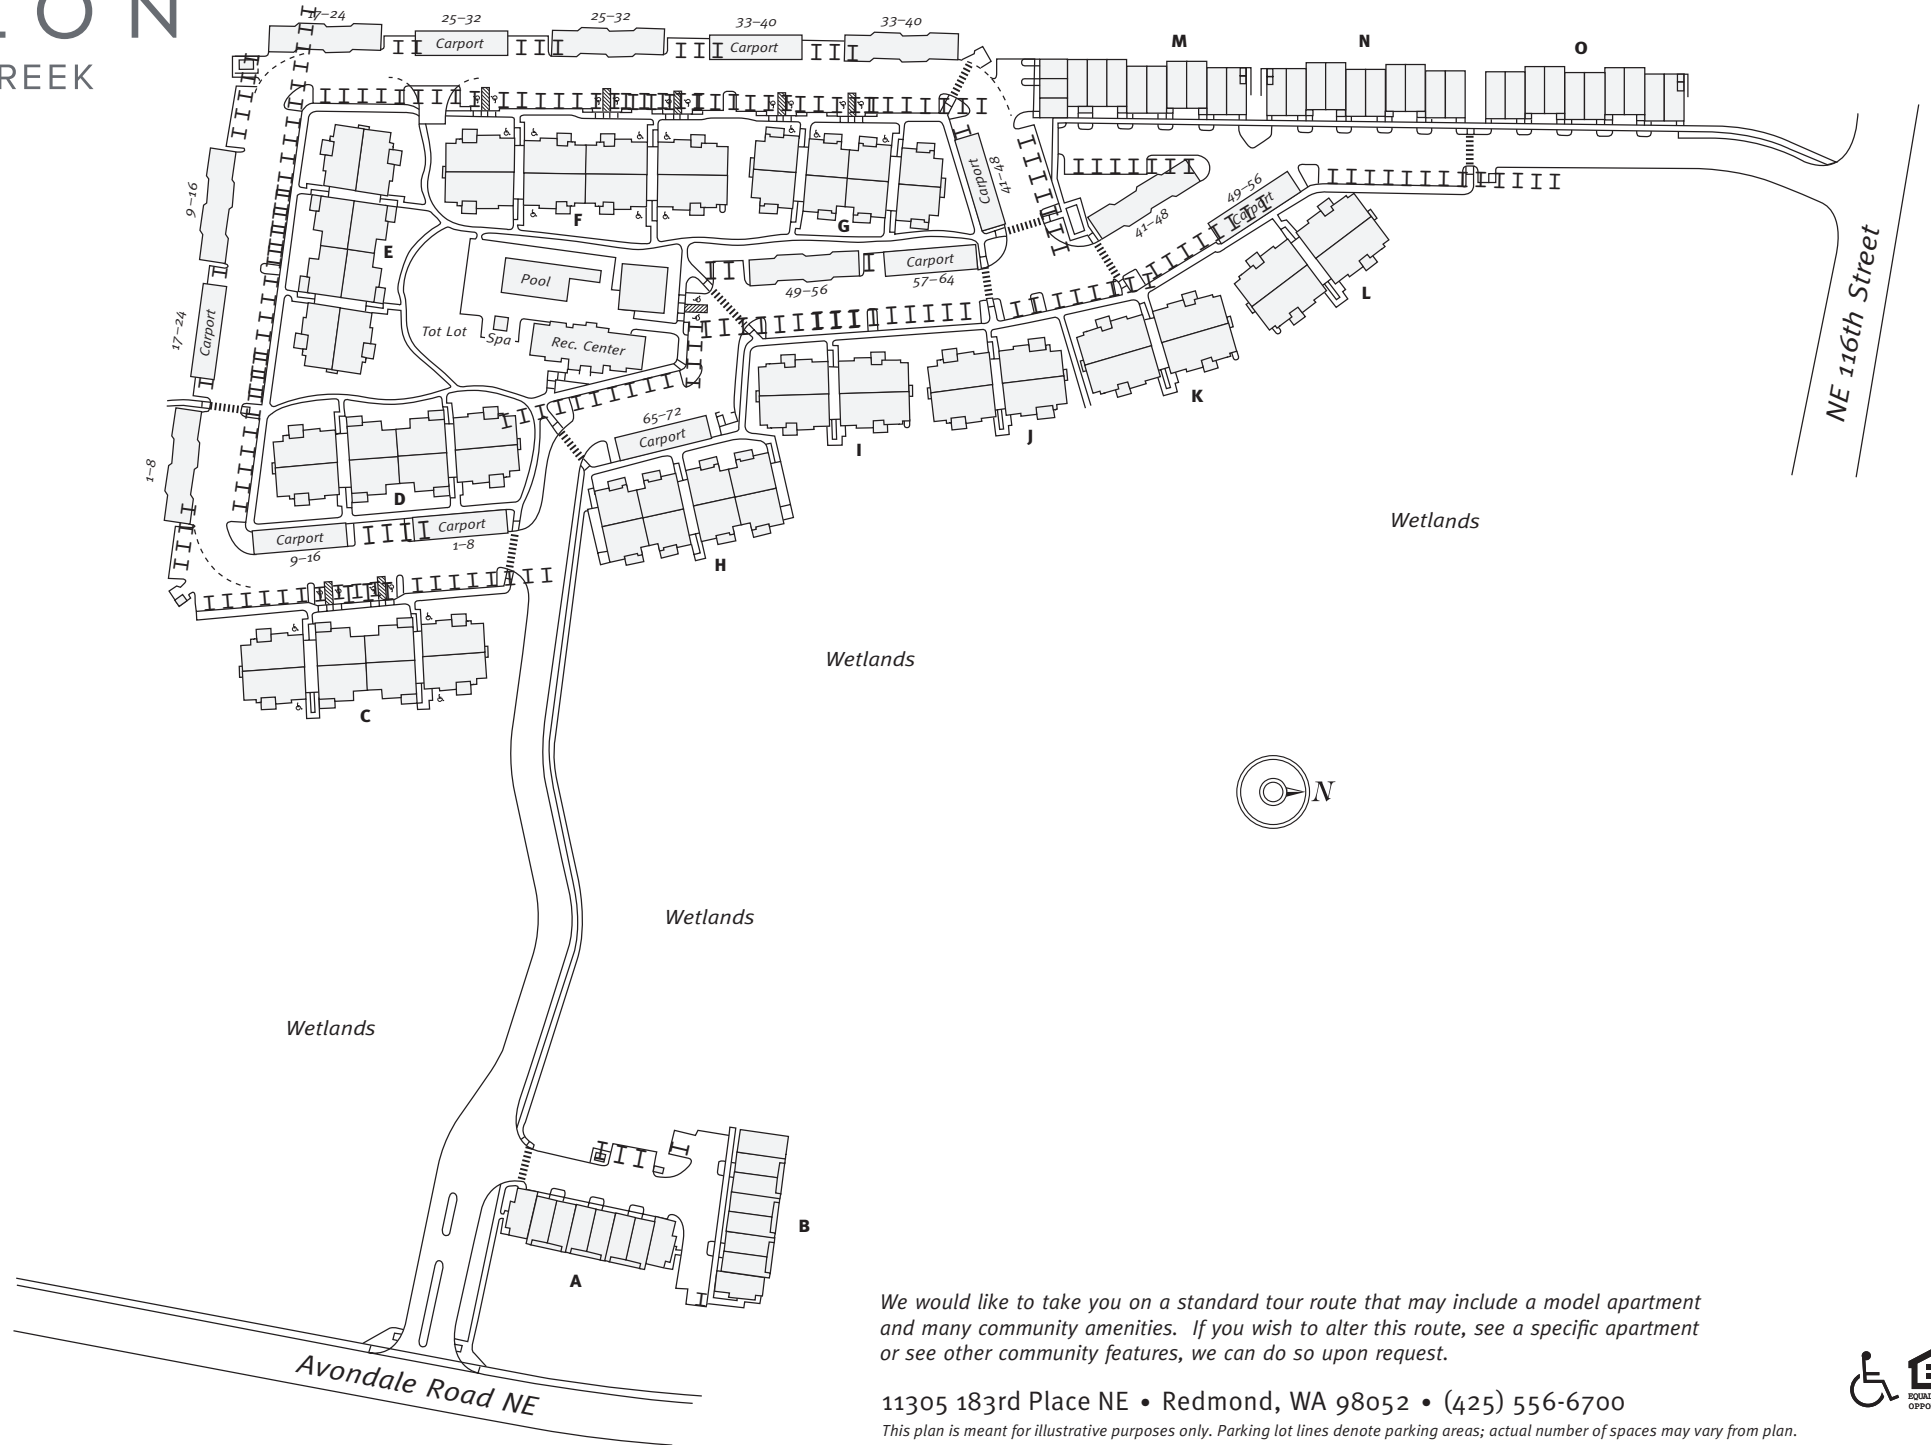 LON
REEK
17–24
25–32
25–32
33–40
33–40
Carport
Carport
M
N
O
9–16
E
F
G
Carport
41–48
41–48
49–56
Carport
L
NE 116th Street
17–24
Carport
Pool
Tot Lot
Spa
Rec. Center
49–56
Carport
57–64
K
J
I
1–8
D
65–72
Carport
H
Carport
9–16
Carport
1–8
C
Wetlands
Wetlands
Wetlands
Wetlands
N
A
B
Avondale Road NE
We would like to take you on a standard tour route that may include a model apartment
and many community amenities. If you wish to alter this route, see a specific apartment
or see other community features, we can do so upon request.
11305 183rd Place NE • Redmond, WA 98052 • (425) 556-6700
This plan is meant for illustrative purposes only. Parking lot lines denote parking areas; actual number of spaces may vary from plan.